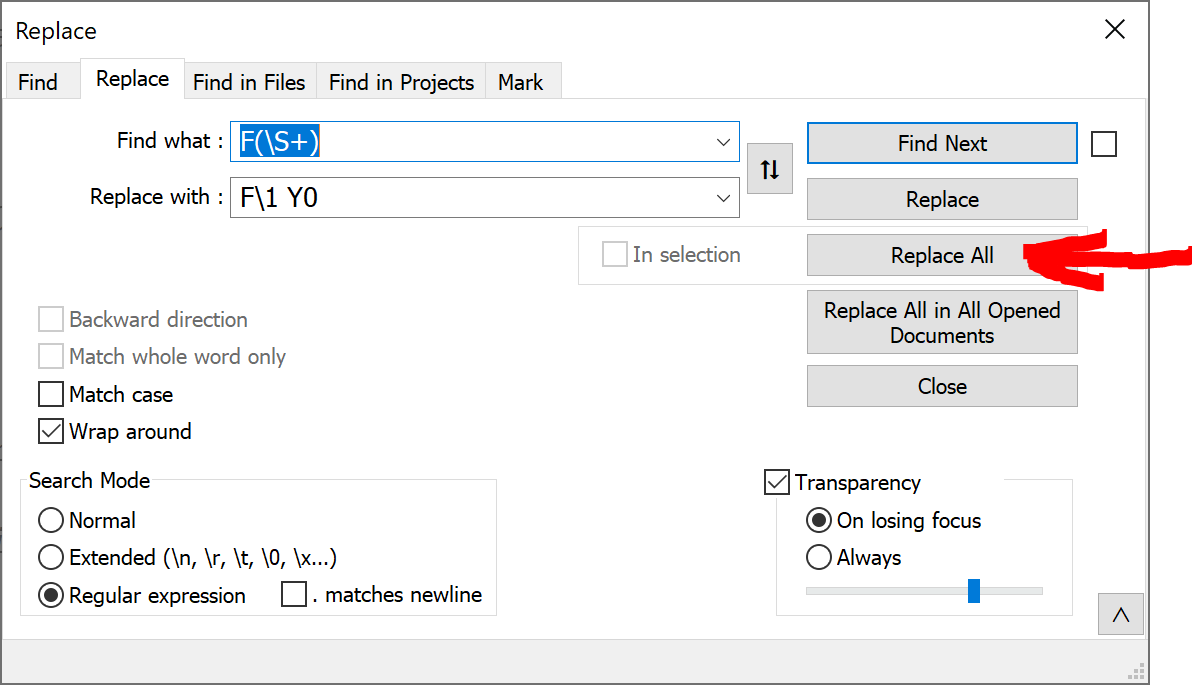 Replace
Find Replace Find in Files Find in Projects Mark
Find what : F(\S+) Find Next
Replace with : F\1 Y0 Replace
In selection Replace All
Replace All in All Opened
Documents
Close
Backward direction
Match whole word only
Match case
Wrap around
Search Mode
Normal
Extended (\n, \r, \t, \0, \x...)
Regular expression . matches newline
Transparency
On losing focus
Always